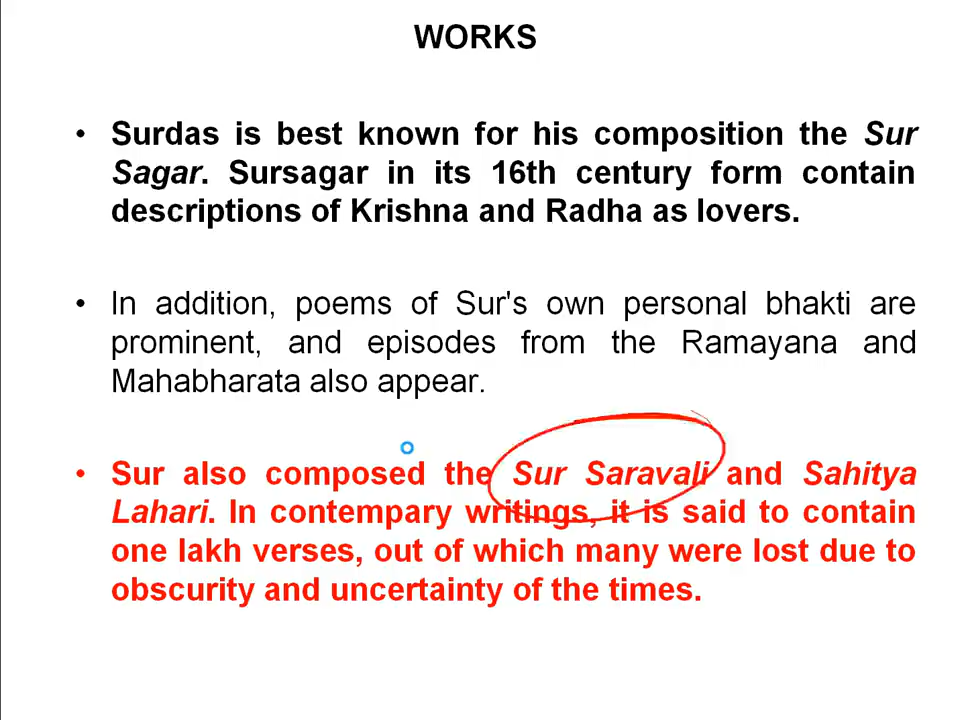 WORKS
• Surdas is best known for his composition the Sur
Sagar. Sursagar in its 16th century form contain
descriptions of Krishna and Radha as lovers.
• In addition, poems of Sur's own personal bhakti are
prominent, and episodes from the Ramayana and
Mahabharata also appear.
• Sur also composed the Sur Saravali and Sahitya
Lahari. In contempary writings, it is said to contain
one lakh verses, out of which many were lost due to
obscurity and uncertainty of the times.